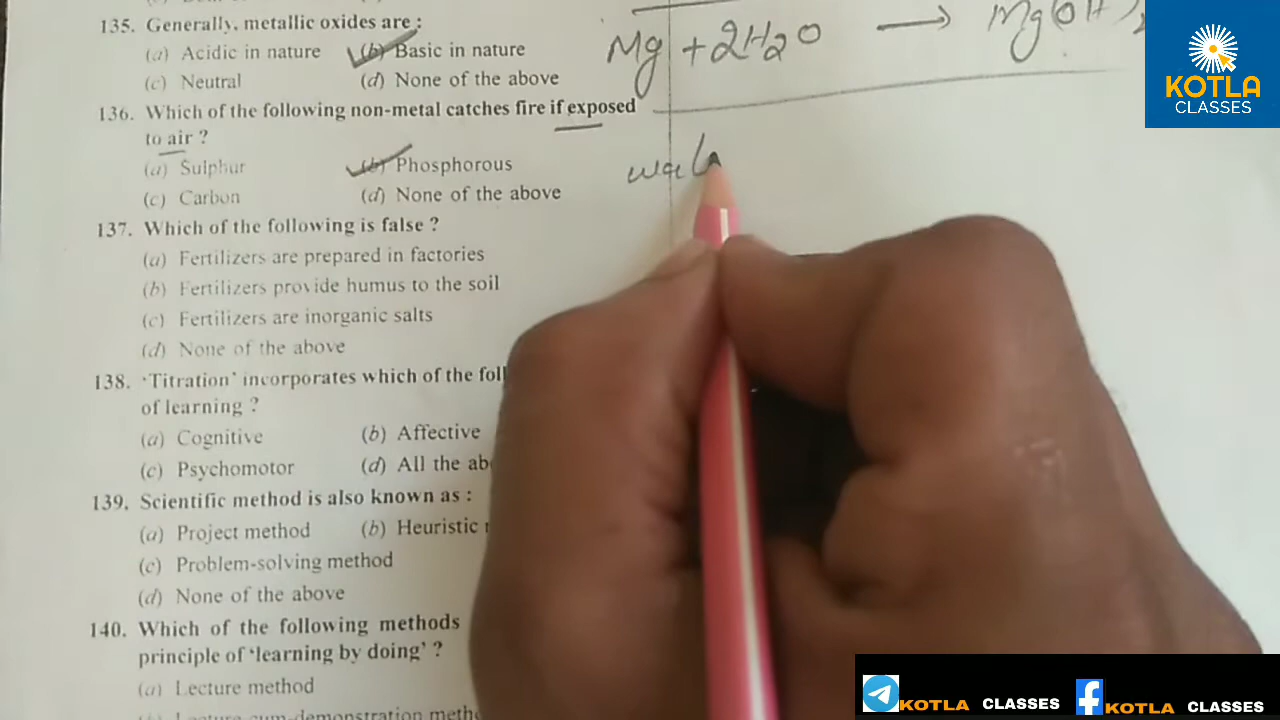 135. Generally, metallic oxides are :
(a) Acidic in nature (b) Basic in nature
(c) Neutral (d) None of the above
136. Which of the following non-metal catches fire if exposed
to air ?
(a) Sulphur (b) Phosphorous
(c) Carbon (d) None of the above
137. Which of the following is false ?
(a) Fertilizers are prepared in factories
(b) Fertilizers provide humus to the soil
(c) Fertilizers are inorganic salts
(d) None of the above
138. 'Titration' incorporates which of the
of learning ?
(a) Cognitive (b) Affective
(c) Psychomotor (d) All the
139. Scientific method is also known as :
(a) Project method (b) Heuristic
(c) Problem-solving method
(d) None of the above
140. Which of the following methods
principle of 'learning by doing' ?
(a) Lecture method
Mg + 2H2O → Mg(OH)2
KOTLA
CLASSES
KOTLA CLASSES
KOTLA CLASSES